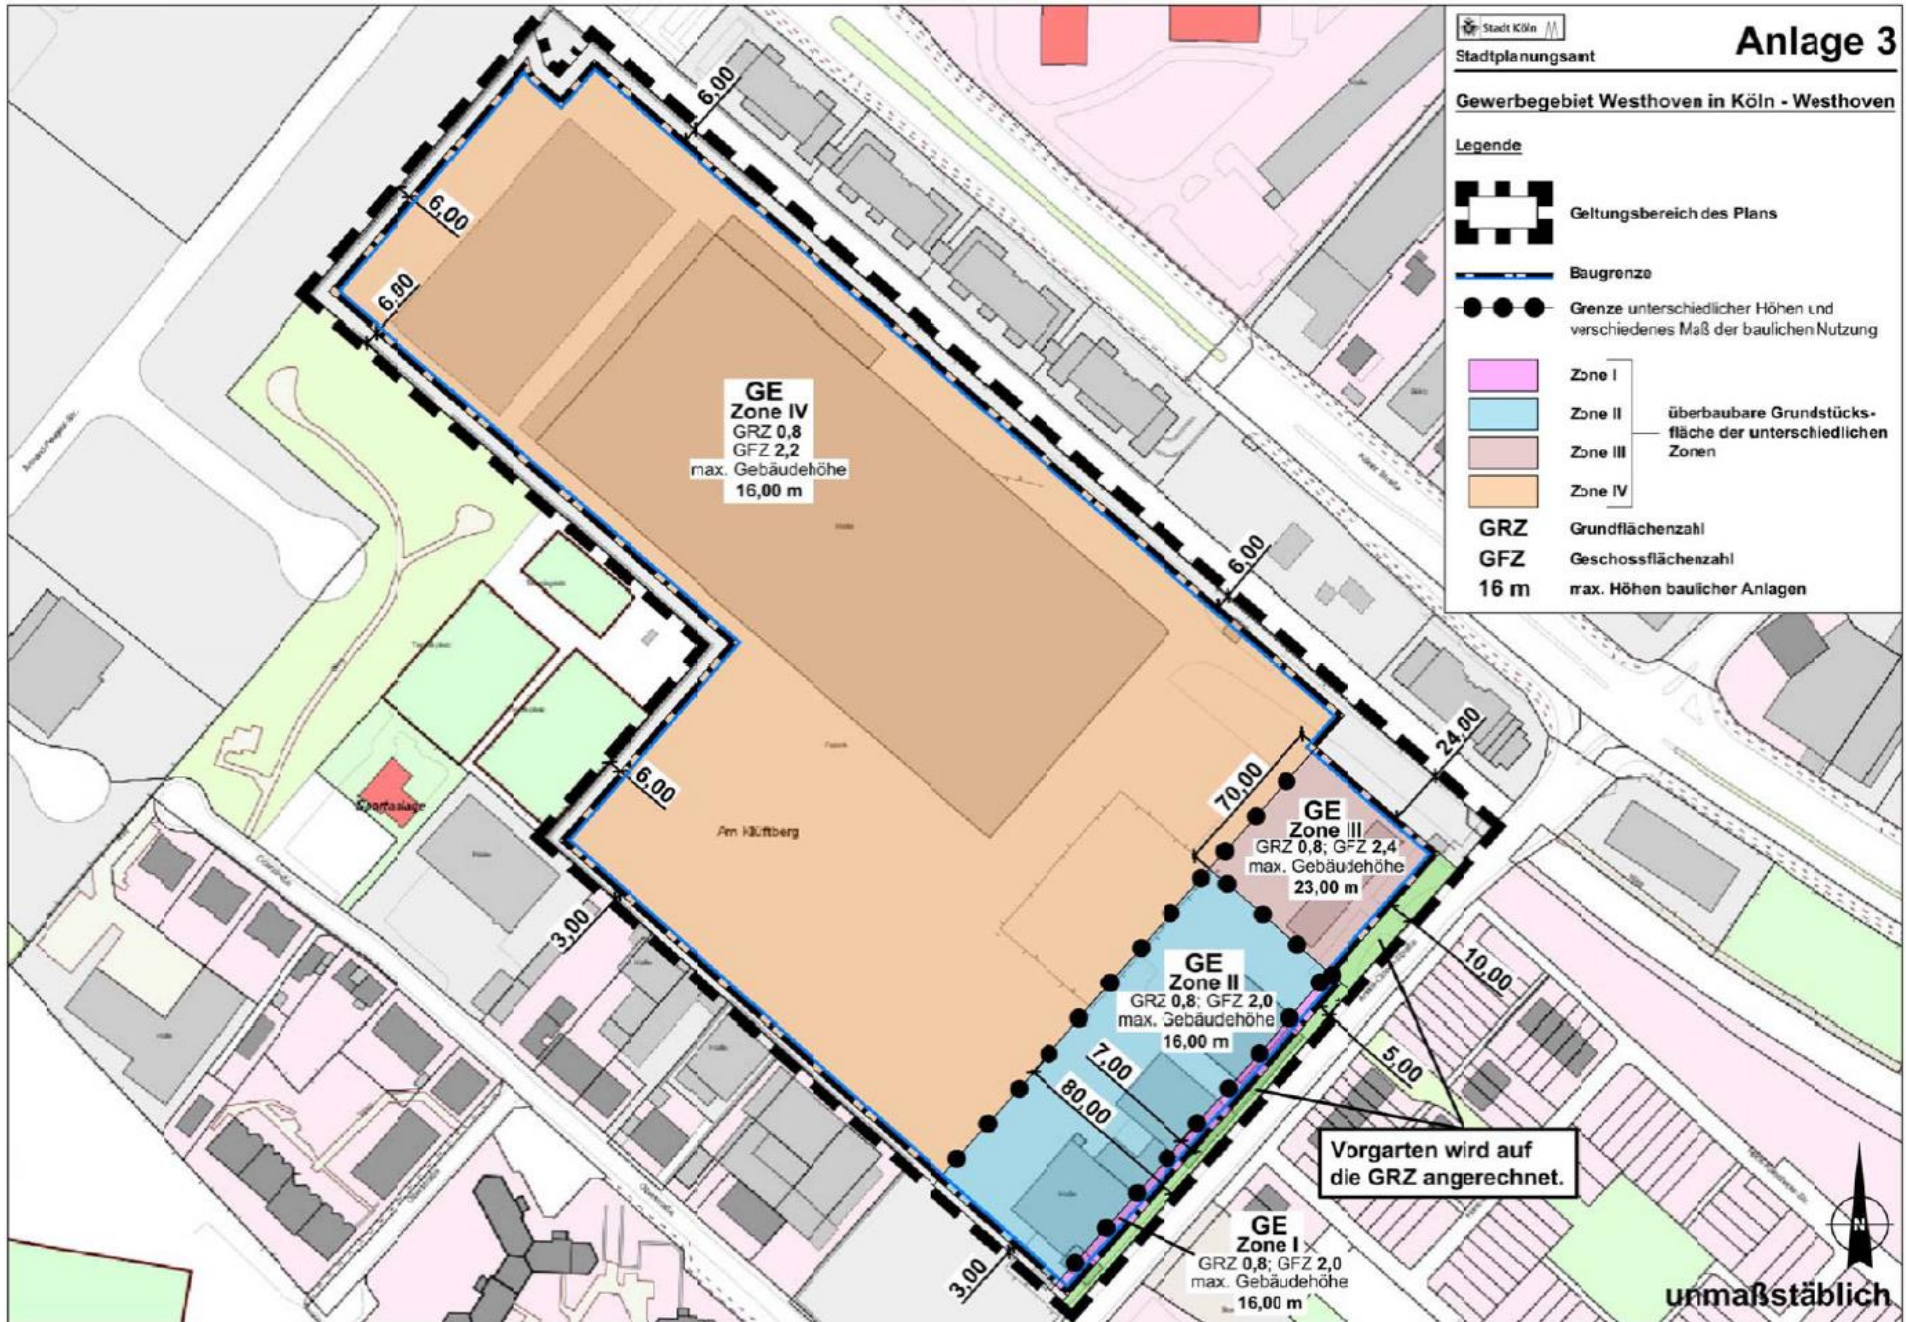 Stadt Köln
Stadtplanungsamt
Anlage 3
Gewerbegebiet Westhoven in Köln - Westhoven
Legende
Geltungsbereich des Plans
Baugrenze
Grenze unterschiedlicher Höhen und
verschiedenes Maß der baulichen Nutzung
Zone I
Zone II
Zone III
Zone IV
überbaubare Grundstücks-
fläche der unterschiedlichen
Zonen
GRZ Grundflächenzahl
GFZ Geschossflächenzahl
16 m max. Höhen baulicher Anlagen
6,00
6,00
6,00
GE
Zone IV
GRZ 0,8
GFZ 2,2
max. Gebäudehöhe
16,00 m
Halle
6,00
24,00
6,00
Sportanlage
Am Klüftberg
70,00
GE
Zone III
GRZ 0,8; GFZ 2,4
max. Gebäudehöhe
23,00 m
3,00
Halle
10,00
GE
Zone II
GRZ 0,8; GFZ 2,0
max. Gebäudehöhe
16,00 m
7,00
80,00
5,00
Halle
Vorgarten wird auf
die GRZ angerechnet.
GE
Zone I
GRZ 0,8; GFZ 2,0
max. Gebäudehöhe
16,00 m
3,00
N
unmaßstäblich